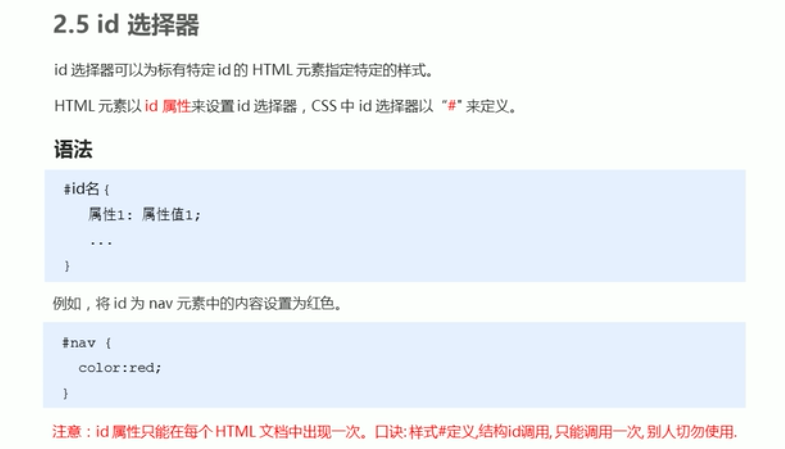 2.5 id 选择器
id 选择器可以为标有特定 id 的 HTML 元素指定特定的样式。
HTML 元素以 id 属性来设置 id 选择器，CSS 中 id 选择器以“#" 来定义。
语法
#id名 {
属性1: 属性值1;
...
}
例如，将 id 为 nav 元素中的内容设置为红色。
#nav {
color:red;
}
注意：id 属性只能在每个 HTML 文档中出现一次。口诀: 样式#定义,结构id调用, 只能调用一次, 别人切勿使用.